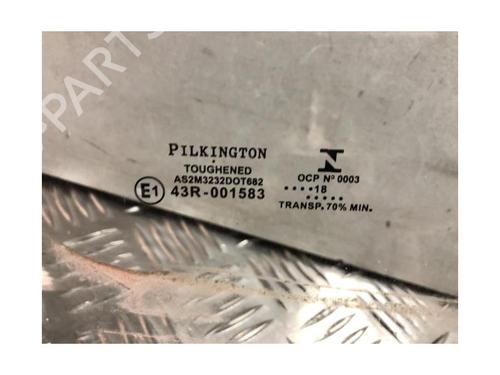 PILKINGTON
TOUGHENED
AS2M3232DOT682
E1 43R-001583
N
OCP Nº 0003
....18
.....
TRANSP. 70% MIN.